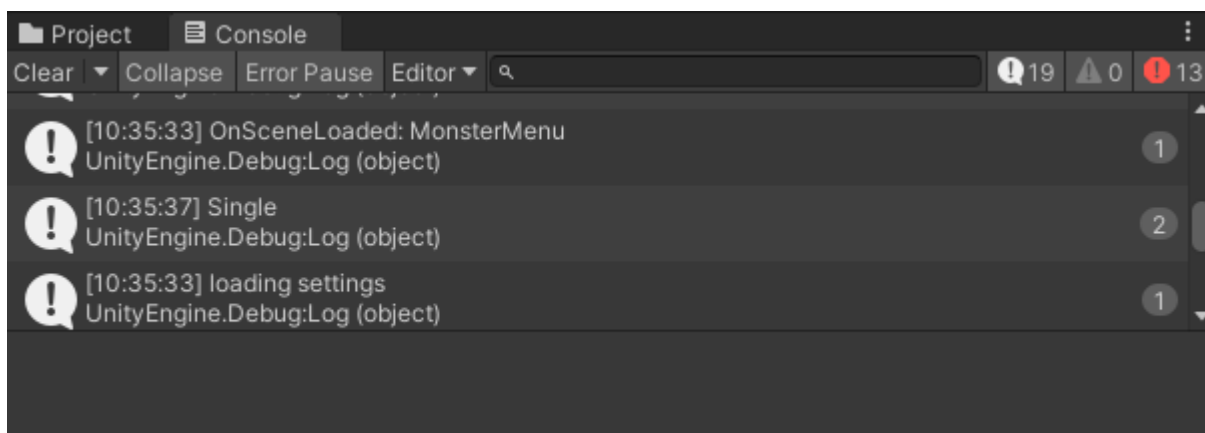 Project Console
Clear Collapse Error Pause Editor 19 0 13
[10:35:33] OnSceneLoaded: MonsterMenu
UnityEngine.Debug:Log (object)
1
[10:35:37] Single
UnityEngine.Debug:Log (object)
2
[10:35:33] loading settings
UnityEngine.Debug:Log (object)
1